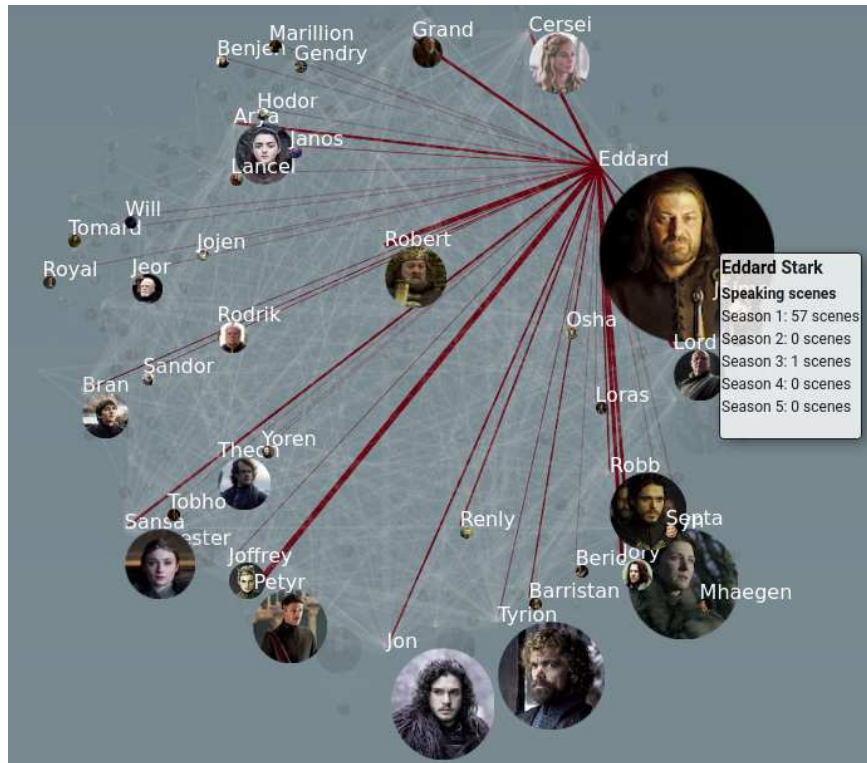 Cersei
Grand
Marillion
Benjen
Gendry
Hodor
Arya
Janos
Eddard
Lancel
Will
Tomard
Jojen
Robert
Royal
Jeor
Eddard Stark
Speaking scenes
Season 1: 57 scenes
Season 2: 0 scenes
Season 3: 1 scenes
Season 4: 0 scenes
Season 5: 0 scenes
Rodrik
Osha
Lord
Sandor
Bran
Loras
Yoren
Theon
Robb
Tobho
Sansa
Renly
Septa
Joffrey
Jory
Petyr
Barristan
Mhaegen
Tyrion
Jon